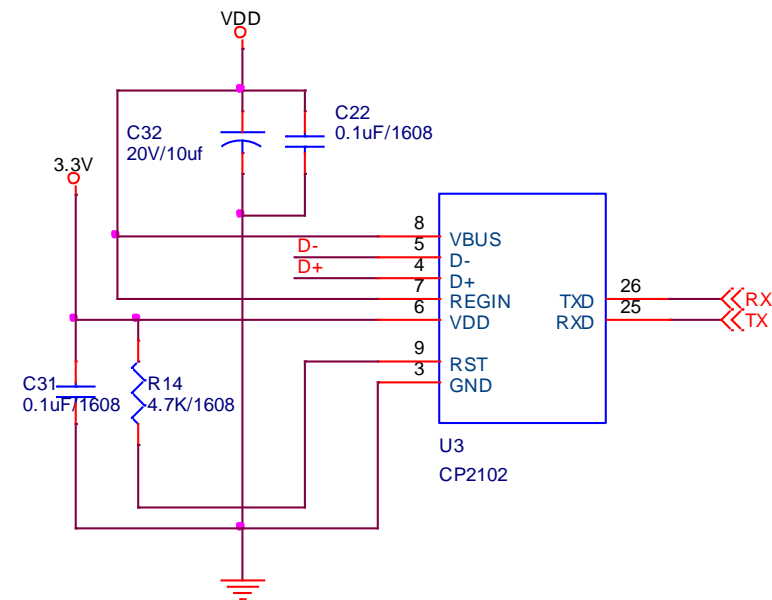 VDD
C32
20V/10uf
C22
0.1uF/1608
3.3V
D-
D+
8
5
4
7
6
9
3
VBUS
D-
D+
REGIN
VDD
RST
GND
TXD
RXD
26
25
RX
TX
C31
0.1uF/1608
R14
4.7K/1608
U3
CP2102